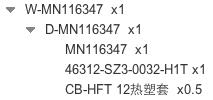 W-MN116347 x1
D-MN116347 x1
MN116347 x1
46312-SZ3-0032-H1T x1
CB-HFT 12热塑套 x0.5